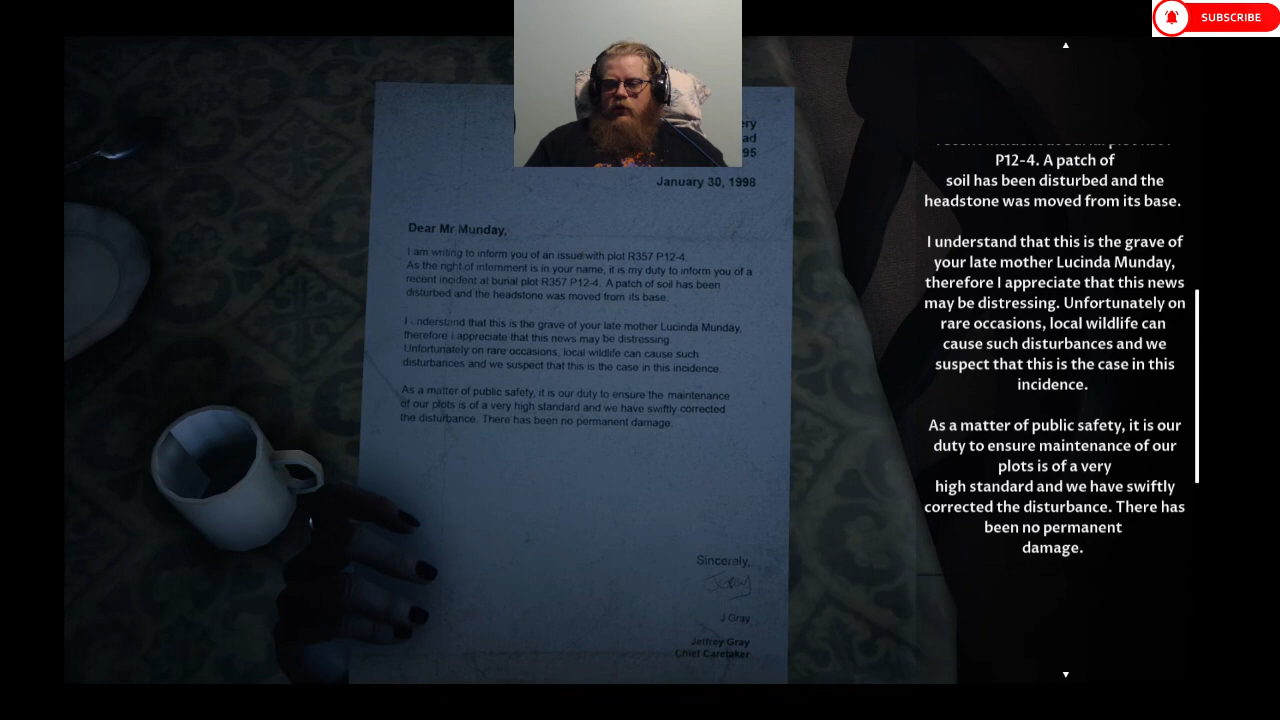 SUBSCRIBE
ery
ad
95
January 30, 1998
Dear Mr Munday,
I am writing to inform you of an issue with plot R357 P12-4.
As the right of internment is in your name, it is my duty to inform you of a
recent incident at burial plot R357 P12-4. A patch of soil has been
disturbed and the headstone was moved from its base.
I understand that this is the grave of your late mother Lucinda Munday,
therefore I appreciate that this news may be distressing.
Unfortunately on rare occasions, local wildlife can cause such
disturbances and we suspect that this is the case in this incidence.
As a matter of public safety, it is our duty to ensure the maintenance
of our plots is of a very high standard and we have swiftly corrected
the disturbance. There has been no permanent damage.
Sincerely,
J Gray
Jeffrey Gray
Chief Caretaker
P12-4. A patch of
soil has been disturbed and the
headstone was moved from its base.
I understand that this is the grave of
your late mother Lucinda Munday,
therefore I appreciate that this news
may be distressing. Unfortunately on
rare occasions, local wildlife can
cause such disturbances and we
suspect that this is the case in this
incidence.
As a matter of public safety, it is our
duty to ensure maintenance of our
plots is of a very
high standard and we have swiftly
corrected the disturbance. There has
been no permanent
damage.